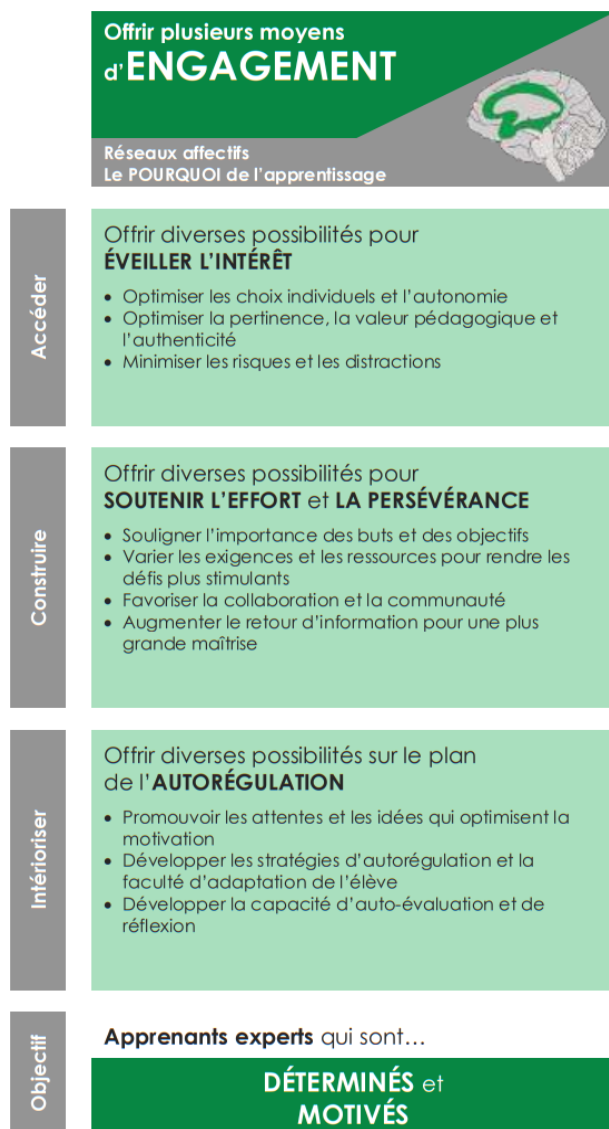 Offrir plusieurs moyens
d'ENGAGEMENT
Réseaux affectifs
Le POURQUOI de l'apprentissage
Accéder
Offrir diverses possibilités pour
ÉVEILLER L'INTÉRÊT
• Optimiser les choix individuels et l'autonomie
• Optimiser la pertinence, la valeur pédagogique et
l'authenticité
• Minimiser les risques et les distractions
Construire
Offrir diverses possibilités pour
SOUTENIR L'EFFORT et LA PERSÉVÉRANCE
• Souligner l'importance des buts et des objectifs
• Varier les exigences et les ressources pour rendre les
défis plus stimulants
• Favoriser la collaboration et la communauté
• Augmenter le retour d'information pour une plus
grande maîtrise
Intérioriser
Offrir diverses possibilités sur le plan
de l'AUTORÉGULATION
• Promouvoir les attentes et les idées qui optimisent la
motivation
• Développer les stratégies d'autorégulation et la
faculté d'adaptation de l'élève
• Développer la capacité d'auto-évaluation et de
réflexion
Objectif
Apprenants experts qui sont…
DÉTERMINÉS et
MOTIVÉS